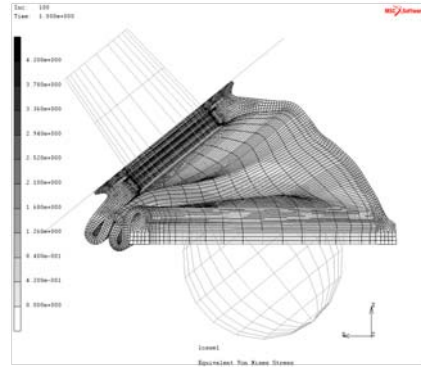 Inc: 100
Time: 1.000e+000
MSC Software
4.200e+000
3.780e+000
3.360e+000
2.940e+000
2.520e+000
2.100e+000
1.680e+000
1.260e+000
8.400e-001
4.200e-001
0.000e+000
Equivalent Von Mises Stress